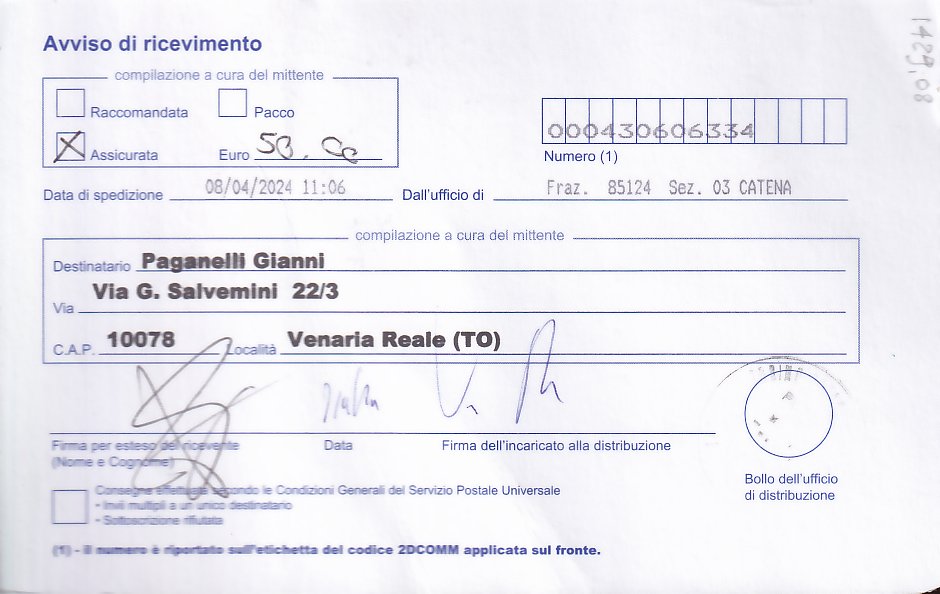 Avviso di ricevimento
compilazione a cura del mittente
Raccomandata Pacco
Assicurata Euro 50,00
000430606334
Numero (1)
Data di spedizione 08/04/2024 11:06 Dall'ufficio di Fraz. 85124 Sez. 03 CATENA
compilazione a cura del mittente
Destinatario Paganelli Gianni
Via Via G. Salvemini 22/3
C.A.P. 10078 Località Venaria Reale (TO)
Firma per esteso del ricevente
(Nome e Cognome)
Data
Firma dell'incaricato alla distribuzione
Bollo dell'ufficio
di distribuzione
Consegna effettuata secondo le Condizioni Generali del Servizio Postale Universale
• Invii multipli a un unico destinatario
• Sottoscrizione rifiutata
(1) - il numero è riportato sull'etichetta del codice 2DCOMM applicata sul fronte.
1429,08